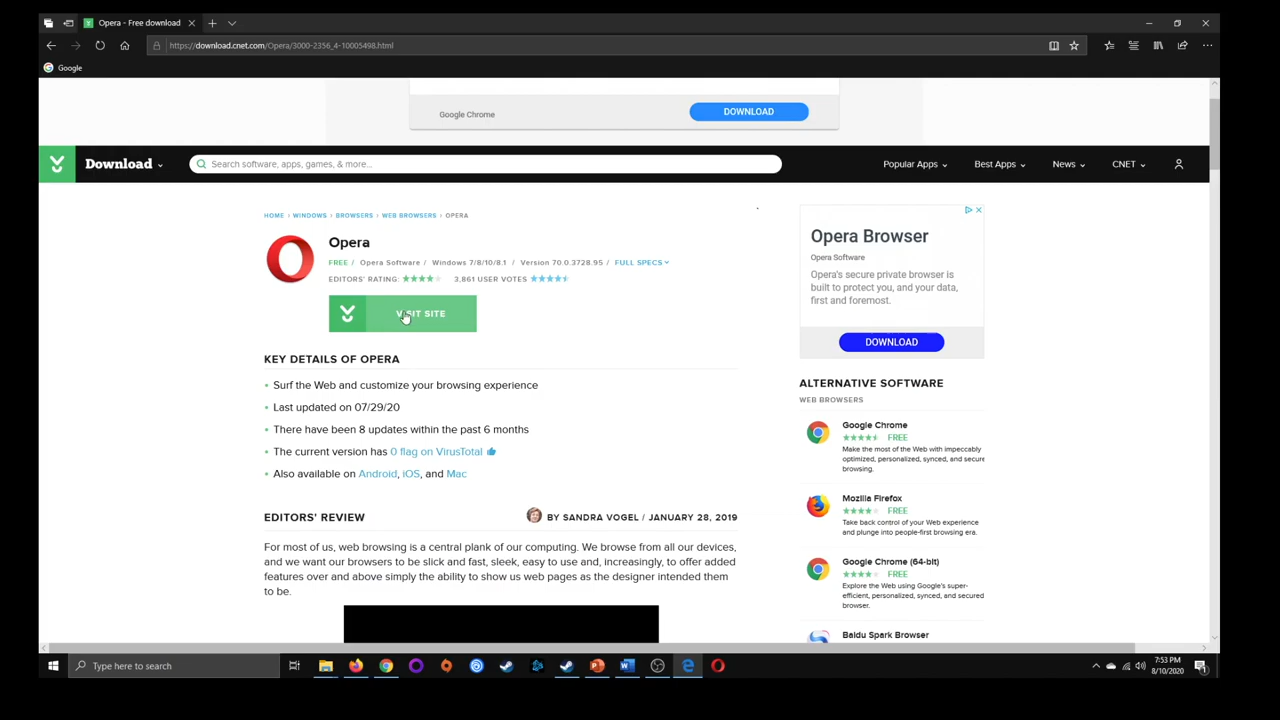 Opera - Free download
https://download.cnet.com/Opera/3000-2356_4-10005498.html
Google
Google Chrome
DOWNLOAD
Download
Search software, apps, games, & more...
Popular Apps
Best Apps
News
CNET
HOME › WINDOWS › BROWSERS › WEB BROWSERS › OPERA
Opera
FREE / Opera Software / Windows 7/8/10/8.1 / Version 70.0.3728.95 / FULL SPECS
EDITORS' RATING:
3,861 USER VOTES
VISIT SITE
KEY DETAILS OF OPERA
• Surf the Web and customize your browsing experience
• Last updated on 07/29/20
• There have been 8 updates within the past 6 months
• The current version has 0 flag on VirusTotal
• Also available on Android, iOS, and Mac
EDITORS' REVIEW
BY SANDRA VOGEL / JANUARY 28, 2019
For most of us, web browsing is a central plank of our computing. We browse from all our devices,
and we want our browsers to be slick and fast, sleek, easy to use and, increasingly, to offer added
features over and above simply the ability to show us web pages as the designer intended them
to be.
Opera Browser
Opera Software
Opera's secure private browser is
built to protect you, and your data,
first and foremost.
DOWNLOAD
ALTERNATIVE SOFTWARE
WEB BROWSERS
Google Chrome
FREE
Make the most of the Web with impeccably
optimized, personalized, synced, and secure
browsing.
Mozilla Firefox
FREE
Take back control of your Web experience
and plunge into people-first browsing era.
Google Chrome (64-bit)
FREE
Explore the Web using Google's super-
efficient, personalized, synced, and secured
browser.
Baidu Spark Browser
Type here to search
7:53 PM
8/10/2020